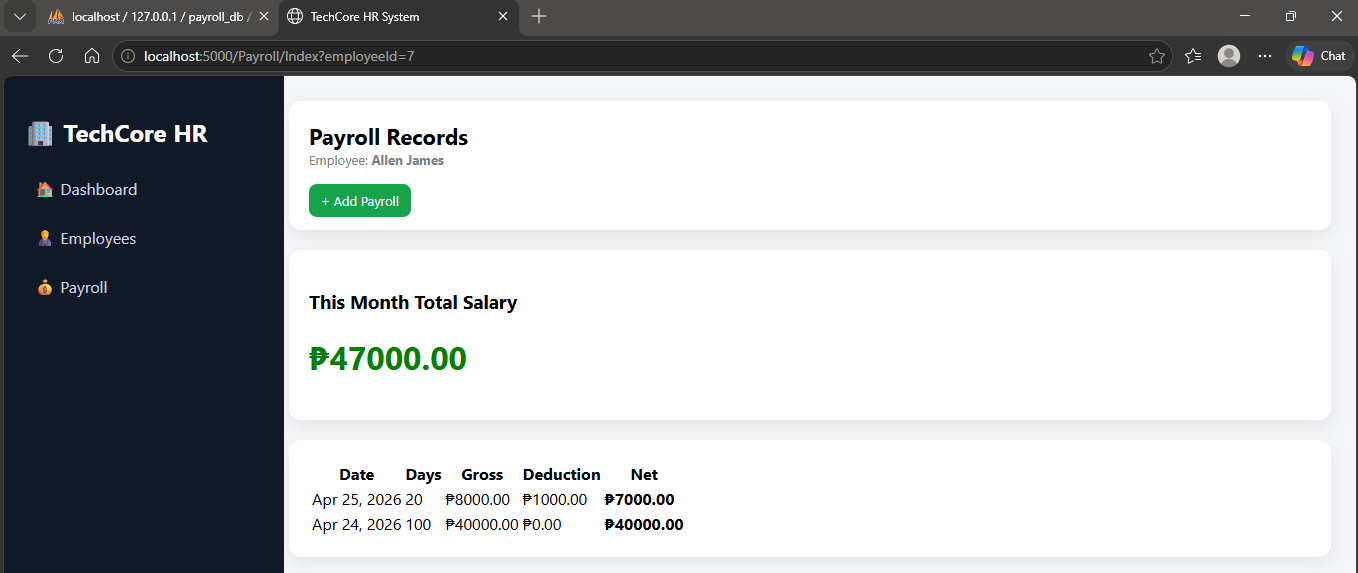 localhost / 127.0.0.1 / payroll_db /
TechCore HR System
localhost:5000/Payroll/Index?employeeId=7
Chat
TechCore HR
Dashboard
Employees
Payroll
Payroll Records
Employee: Allen James
+ Add Payroll
This Month Total Salary
₱47000.00
Date Days Gross Deduction Net
Apr 25, 2026 20 ₱8000.00 ₱1000.00 ₱7000.00
Apr 24, 2026 100 ₱40000.00 ₱0.00 ₱40000.00